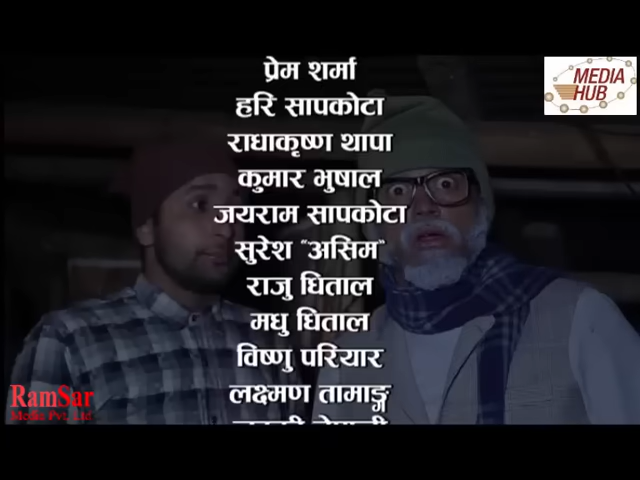 MEDIA
HUB
प्रेम शर्मा
हरि सापकोटा
राधाकृष्ण थापा
कुमार भुषाल
जयराम सापकोटा
सुरेश "असिम"
राजु धिताल
मधु धिताल
विष्णु परियार
लक्ष्मण तामाङ्ग
RamSar
Media Pvt. Ltd.